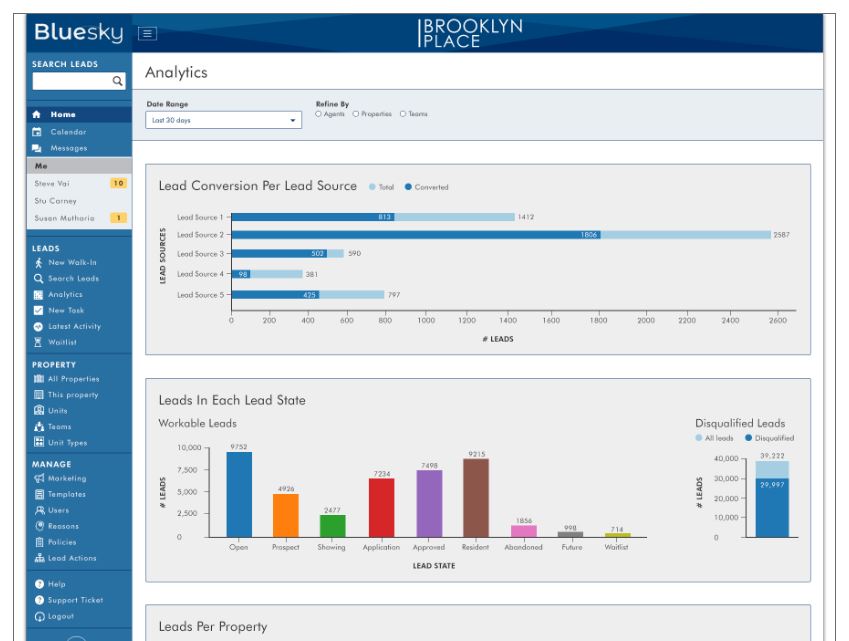 Bluesky
BROOKLYN
PLACE
SEARCH LEADS
Home
Calendar
Messages
Me
Steve Vai 10
Stu Carney
Susan Mutharia 1
LEADS
New Walk-In
Search Leads
Analytics
New Task
Latest Activity
Waitlist
PROPERTY
All Properties
This property
Units
Teams
Unit Types
MANAGE
Marketing
Templates
Users
Reasons
Policies
Lead Actions
Help
Support Ticket
Logout
Analytics
Date Range
Last 30 days
Refine By
Agents Properties Teams
Lead Conversion Per Lead Source Total Converted
LEAD SOURCES
Lead Source 1 813 1412
Lead Source 2 1806 2587
Lead Source 3 502 590
Lead Source 4 98 381
Lead Source 5 425 797
0 200 400 600 800 1000 1200 1400 1600 1800 2000 2200 2400 2600
# LEADS
Leads In Each Lead State
Workable Leads
# LEADS
10,000
7,500
5,000
2,500
0
9752 4926 2477 7234 7498 9215 1856 998 714
Open Prospect Showing Application Approved Resident Abandoned Future Waitlist
LEAD STATE
Disqualified Leads
All leads Disqualified
# LEADS
40,000
30,000
20,000
10,000
0
39,222
29,997
Leads Per Property